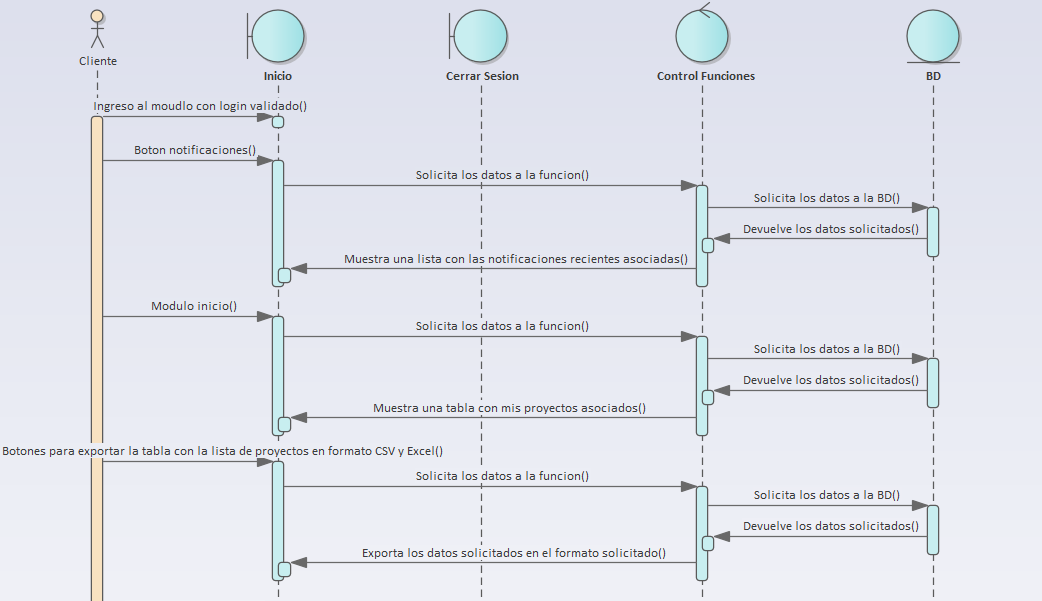 Cliente
Inicio
Cerrar Sesion
Control Funciones
BD
Ingreso al moudlo con login validado()
Boton notificaciones()
Solicita los datos a la funcion()
Solicita los datos a la BD()
Devuelve los datos solicitados()
Muestra una lista con las notificaciones recientes asociadas()
Modulo inicio()
Solicita los datos a la funcion()
Solicita los datos a la BD()
Devuelve los datos solicitados()
Muestra una tabla con mis proyectos asociados()
Botones para exportar la tabla con la lista de proyectos en formato CSV y Excel()
Solicita los datos a la funcion()
Solicita los datos a la BD()
Devuelve los datos solicitados()
Exporta los datos solicitados en el formato solicitado()